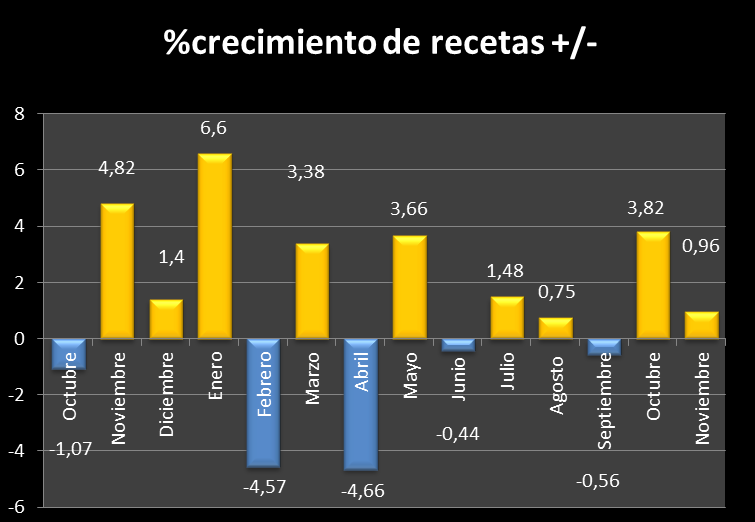 %crecimiento de recetas +/-
8
6
4
2
0
-2
-4
-6
-1,07
4,82
1,4
6,6
-4,57
3,38
-4,66
3,66
-0,44
1,48
0,75
-0,56
3,82
0,96
Octubre
Noviembre
Diciembre
Enero
Febrero
Marzo
Abril
Mayo
Junio
Julio
Agosto
Septiembre
Octubre
Noviembre